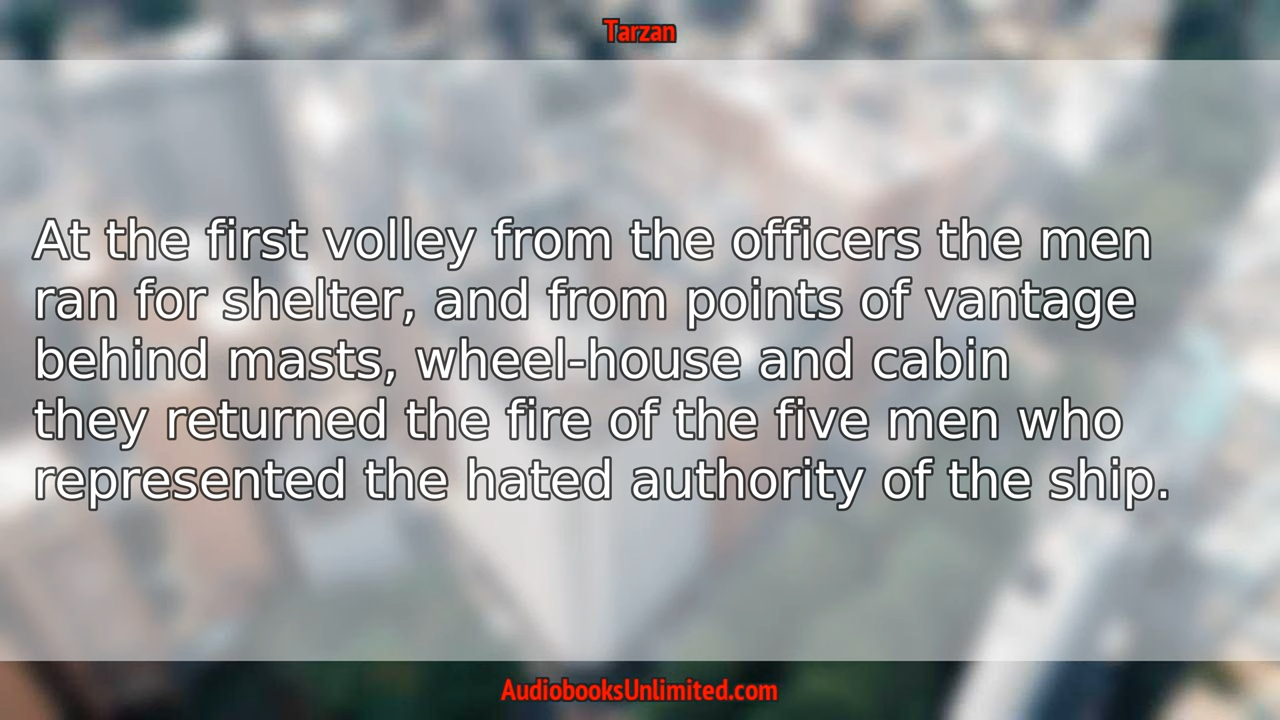 Tarzan
At the first volley from the officers the men
ran for shelter, and from points of vantage
behind masts, wheel-house and cabin
they returned the fire of the five men who
represented the hated authority of the ship.
AudiobooksUnlimited.com